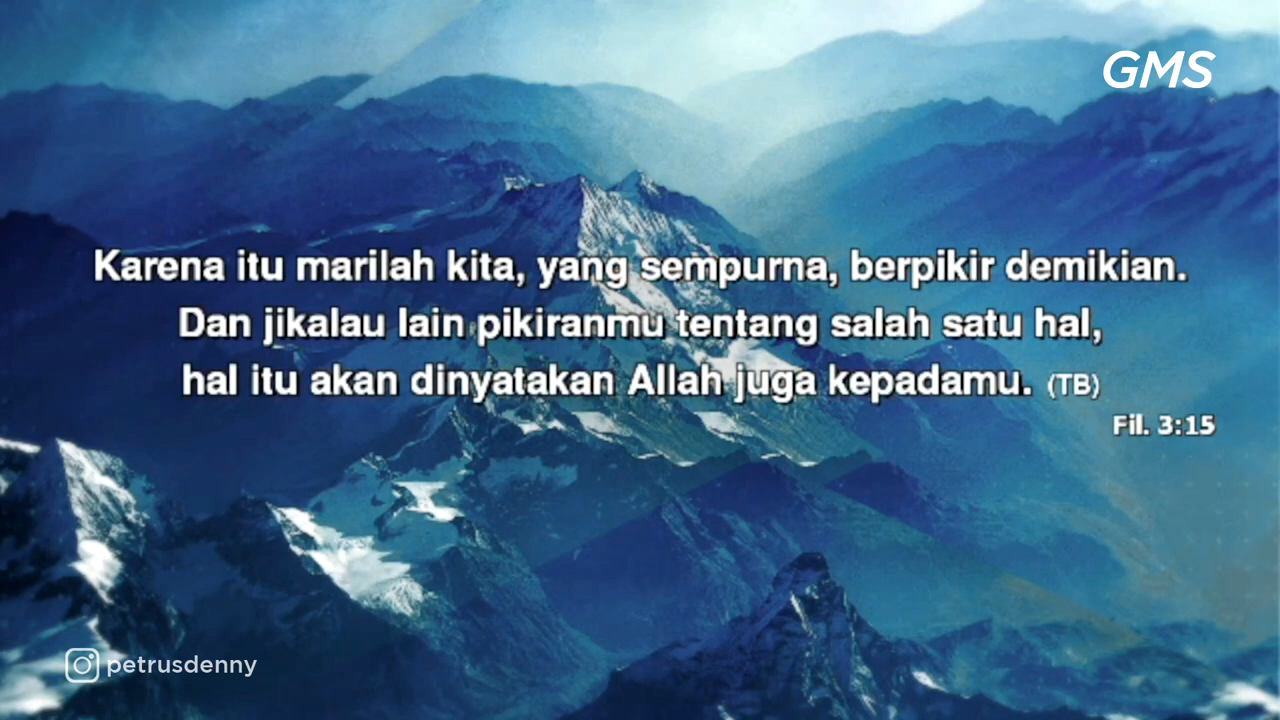 GMS
Karena itu marilah kita, yang sempurna, berpikir demikian.
Dan jikalau lain pikiranmu tentang salah satu hal,
hal itu akan dinyatakan Allah juga kepadamu. (TB)
Fil. 3:15
petrusdenny